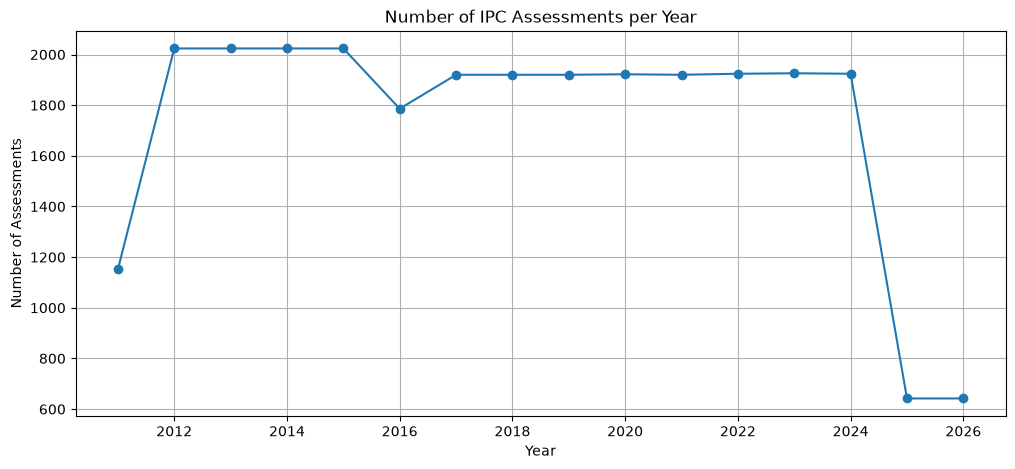 Number of IPC Assessments per Year
Number of Assessments
2000
1800
1600
1400
1200
1000
800
600
2012 2014 2016 2018 2020 2022 2024 2026
Year